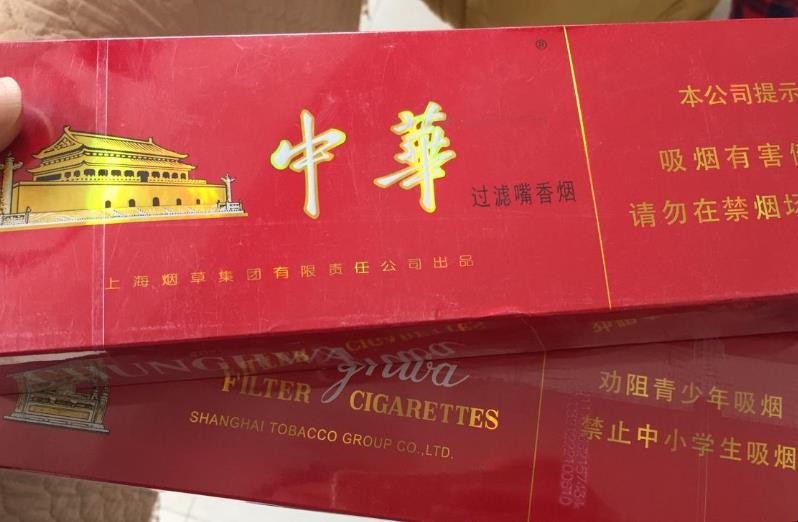 ®
中華
过滤嘴香烟
上海烟草集团有限责任公司出品
本公司提示
吸烟有害
请勿在禁烟场
FILTER CIGARETTES
SHANGHAI TOBACCO GROUP CO.,LTD.
劝阻青少年吸烟
禁止中小学生吸烟